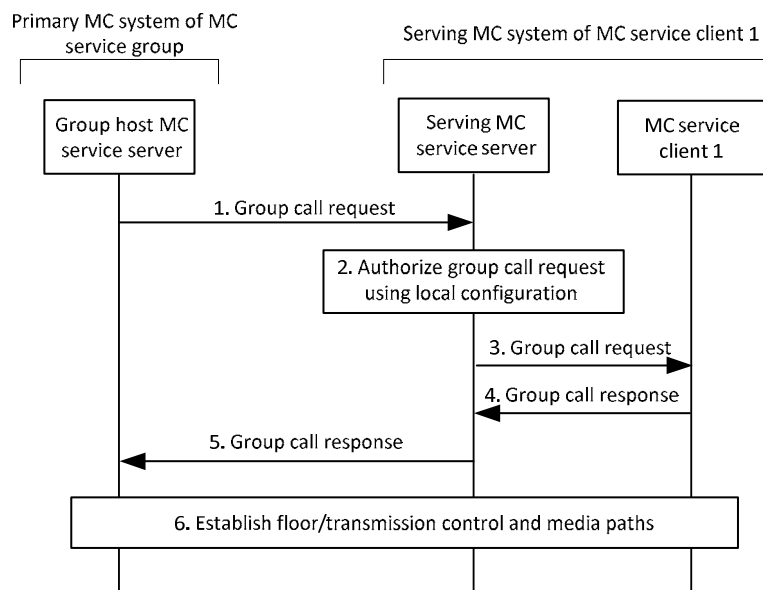 Primary MC system of MC
service group
Serving MC system of MC service client 1
Group host MC
service server
Serving MC
service server
MC service
client 1
1. Group call request
2. Authorize group call request
using local configuration
3. Group call request
4. Group call response
5. Group call response
6. Establish floor/transmission control and media paths